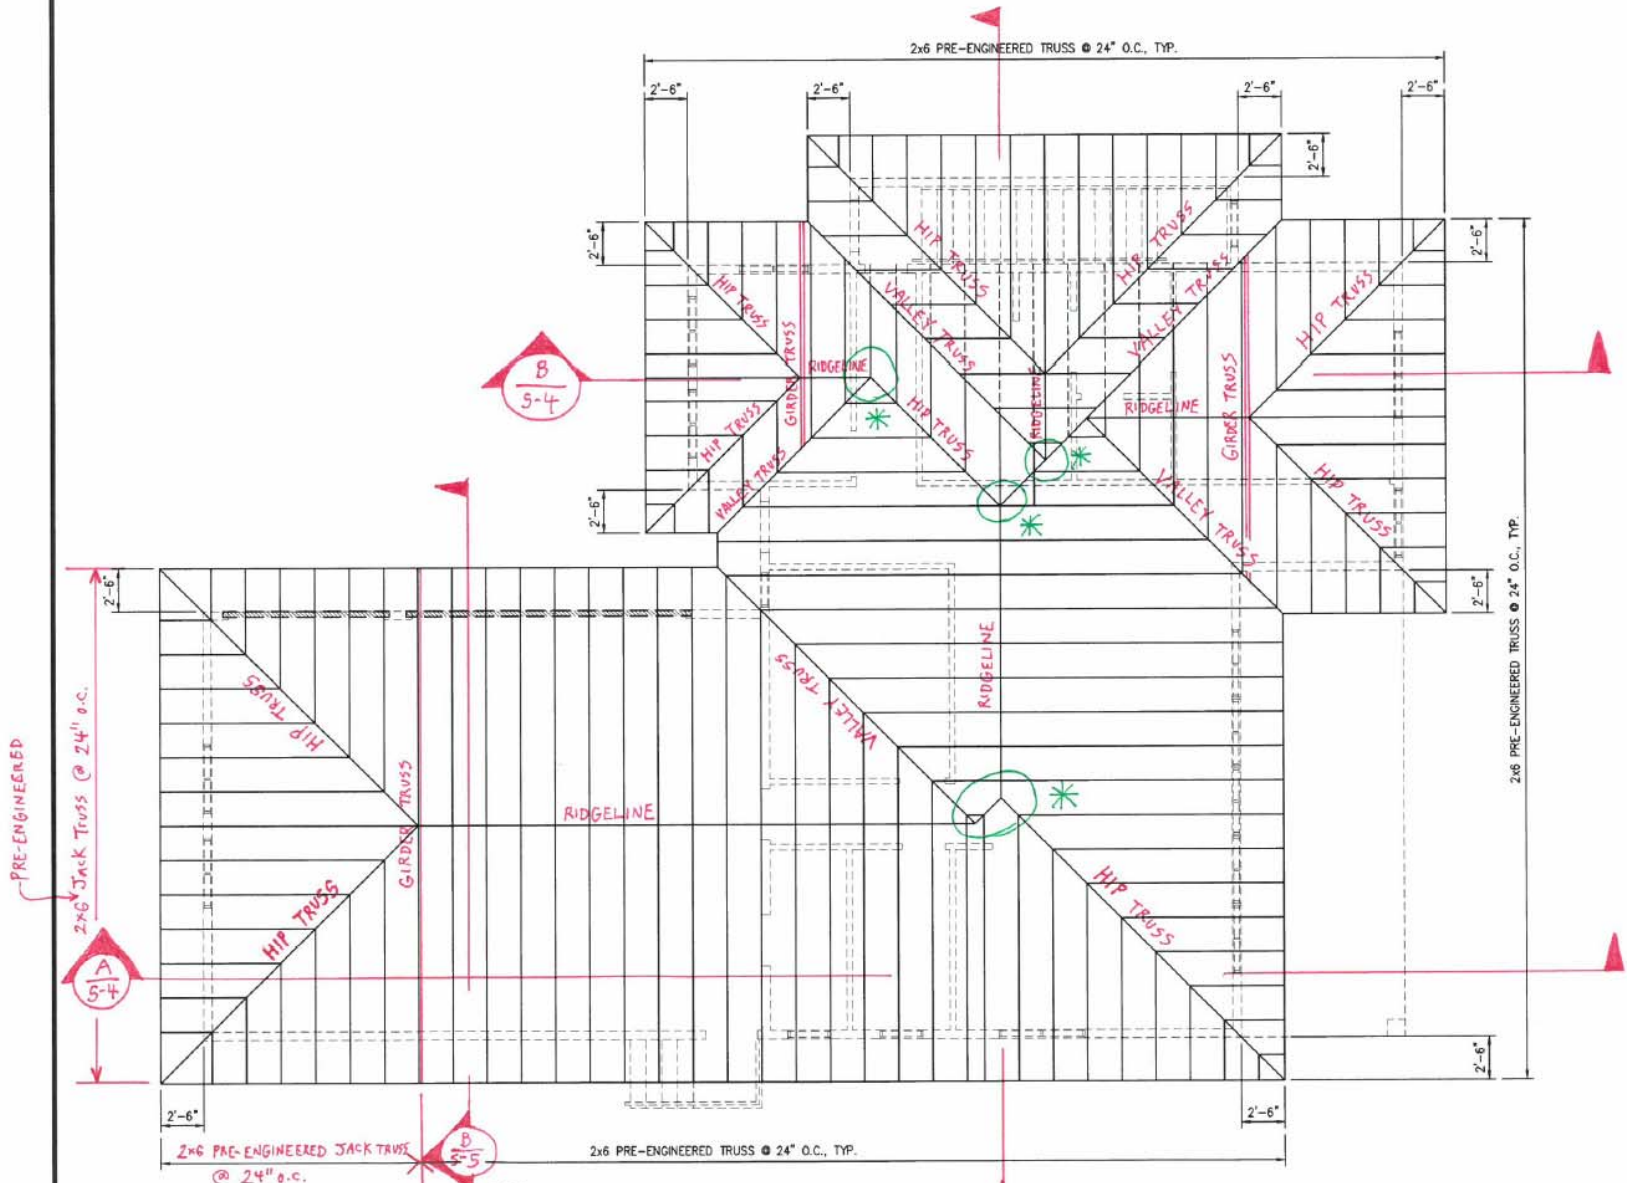 2x6 PRE-ENGINEERED TRUSS @ 24" O.C., TYP.
2'-6"
2'-6"
2'-6"
2'-6"
2'-6"
2'-6"
2'-6"
HIP TRUSS
HIP TRUSS
VALLEY TRUSS
VALLEY TRUSS
HIP TRUSS
GIRDER TRUSS
HIP TRUSS
B
S-4
RIDGELINE
RIDGELINE
RIDGELINE
GIRDER TRUSS
*
HIP TRUSS
HIP TRUSS
VALLEY TRUSS
*
VALLEY TRUSS
HIP TRUSS
2'-6"
*
2x6 PRE-ENGINEERED TRUSS @ 24" O.C., TYP.
2'-6"
2'-6"
RIDGELINE
HIP TRUSS
VALLEY TRUSS
PRE-ENGINEERED
2x6 JACK TRUSS @ 24" O.C.
GIRDER TRUSS
RIDGELINE
*
HIP TRUSS
HIP TRUSS
A
S-4
2'-6"
2'-6"
2'-6"
2x6 PRE-ENGINEERED JACK TRUSS
@ 24" O.C.
B
S-5
2x6 PRE-ENGINEERED TRUSS @ 24" O.C., TYP.